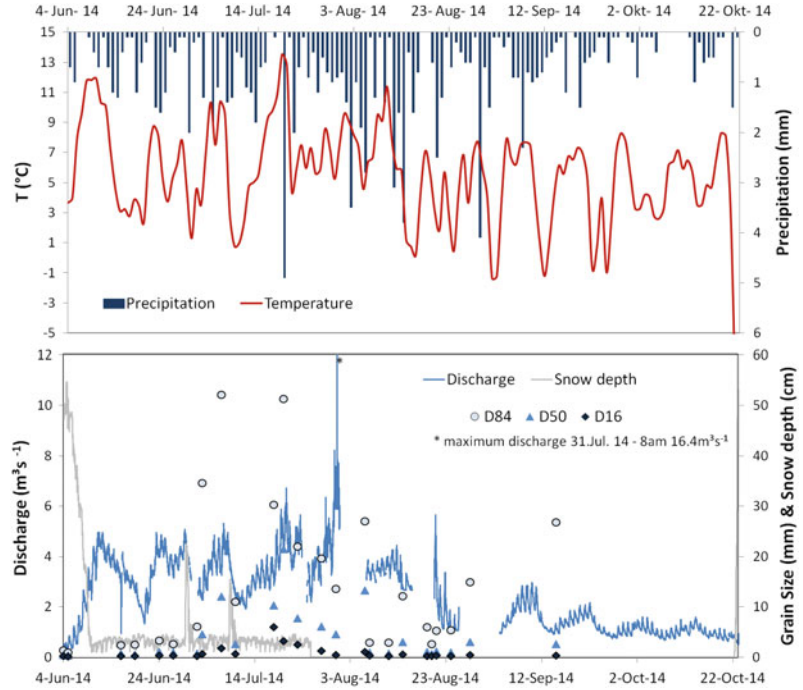 4- Jun- 14 24- Jun- 14 14- Jul- 14 3- Aug- 14 23- Aug- 14 12- Sep- 14 2- Okt- 14 22- Okt- 14
15 0
13
11 1
9
7 2
5
3 3
1 4
-1
-3 5
-5 6
T (°C)
Precipitation (mm)
Precipitation Temperature
12 60
10 50
8 40
6 30
4 20
2 10
0 0
Discharge (m³s ⁻¹)
Grain Size (mm) & Snow depth (cm)
Discharge Snow depth
D84 D50 D16
*
* maximum discharge 31.Jul. 14 - 8am 16.4m³s⁻¹
4-Jun-14 24-Jun-14 14-Jul-14 3-Aug-14 23-Aug-14 12-Sep-14 2-Oct-14 22-Oct-14